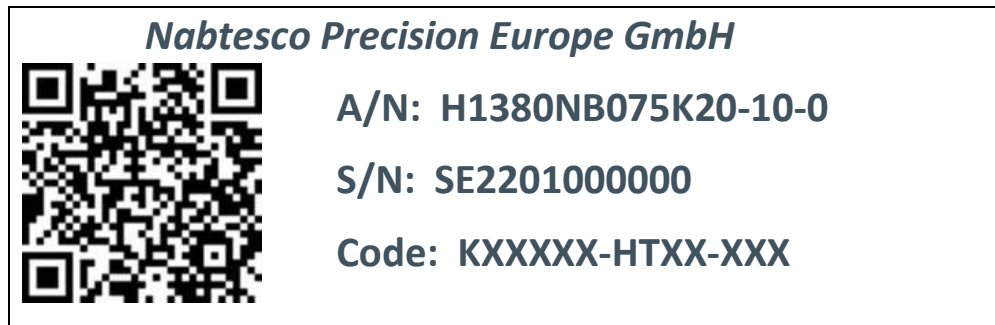 Nabtesco Precision Europe GmbH
A/N: H1380NB075K20-10-0
S/N: SE2201000000
Code: KXXXXX-HTXX-XXX